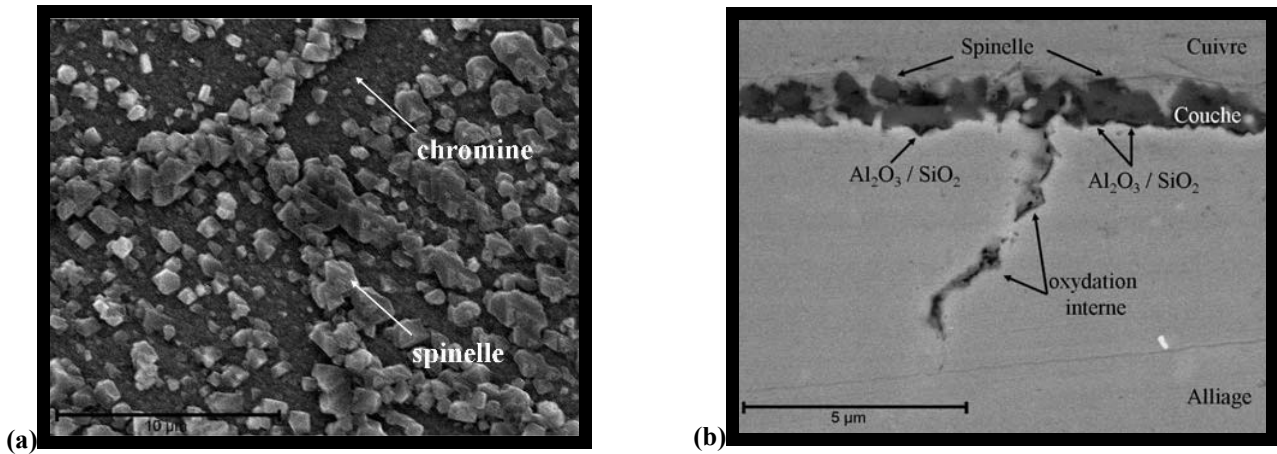 chromine
spinelle
10 µm
(a)
Spinelle
Cuivre
Couche
Al₂O₃ / SiO₂
Al₂O₃ / SiO₂
oxydation
interne
5 µm
Alliage
(b)